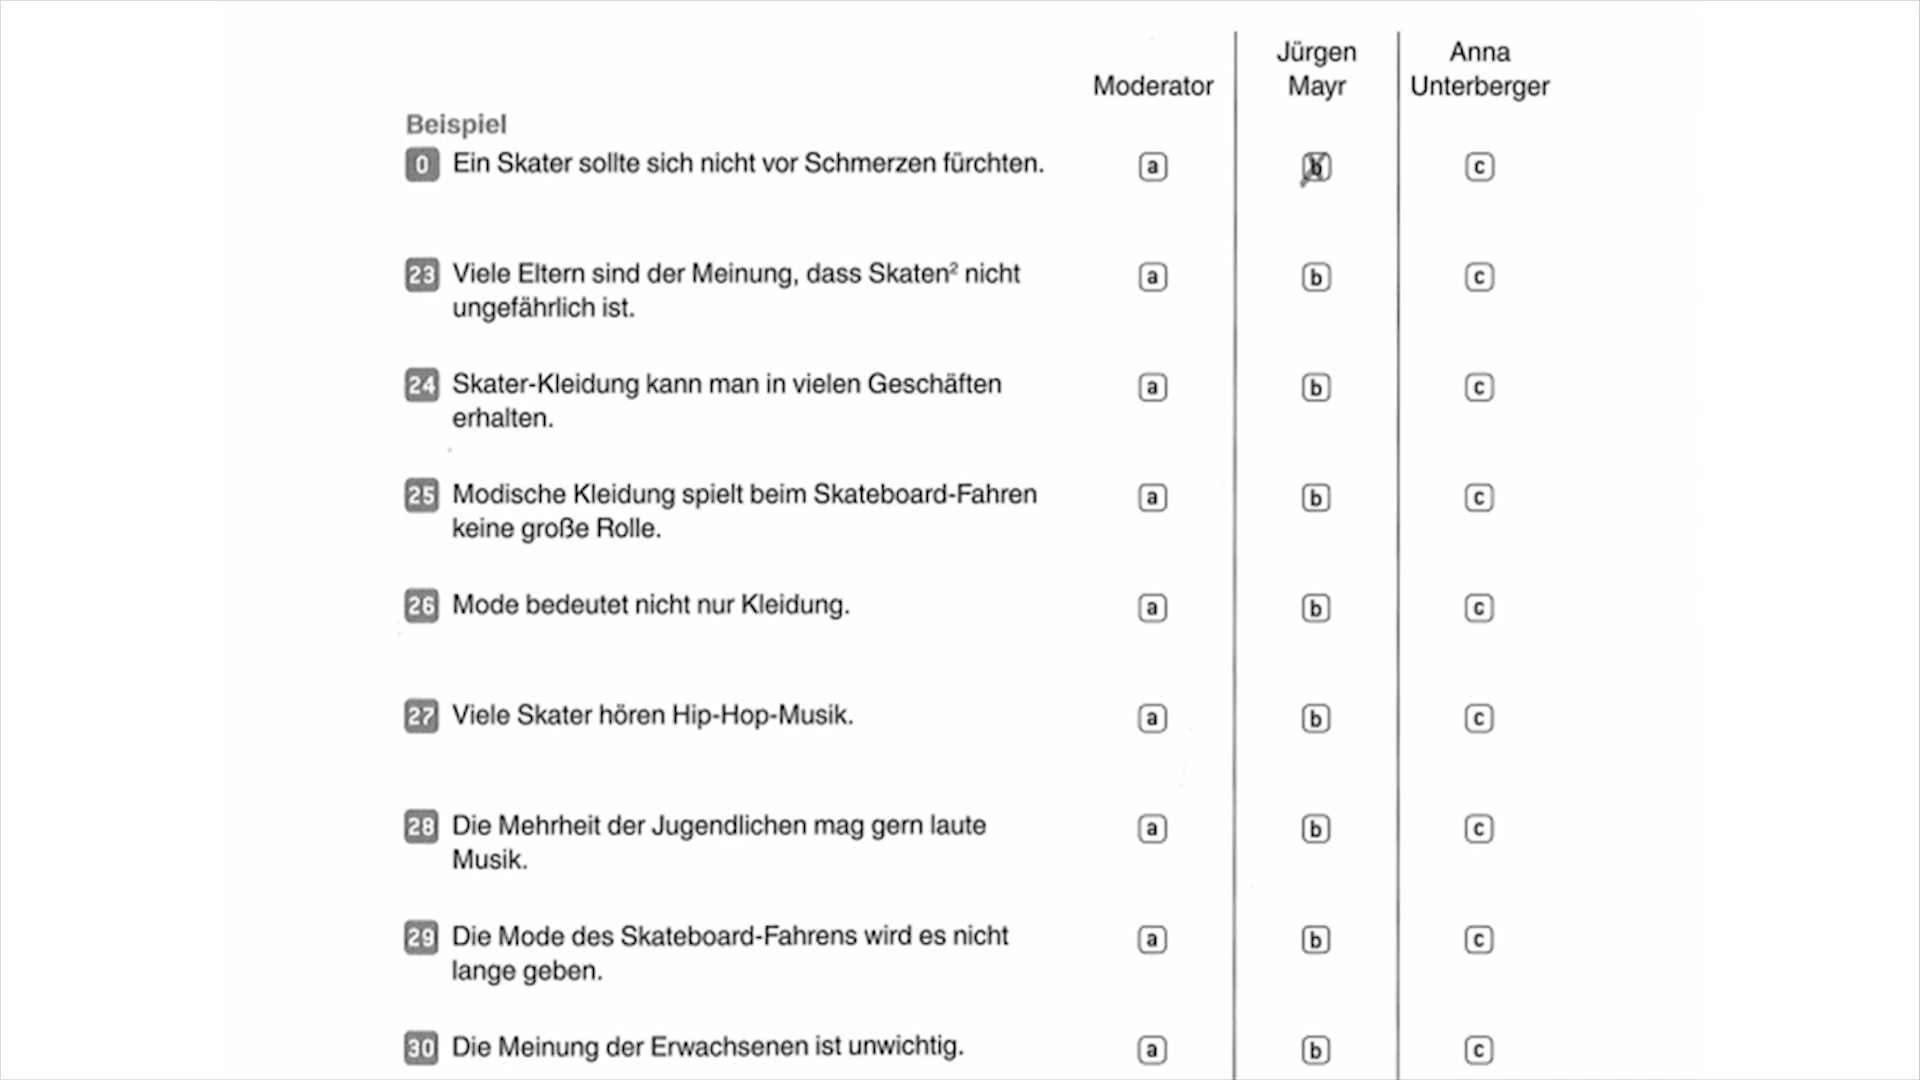 Moderator
Jürgen
Mayr
Anna
Unterberger
Beispiel
0 Ein Skater sollte sich nicht vor Schmerzen fürchten. a b c
23 Viele Eltern sind der Meinung, dass Skaten² nicht a b c
ungefährlich ist.
24 Skater-Kleidung kann man in vielen Geschäften a b c
erhalten.
25 Modische Kleidung spielt beim Skateboard-Fahren a b c
keine große Rolle.
26 Mode bedeutet nicht nur Kleidung. a b c
27 Viele Skater hören Hip-Hop-Musik. a b c
28 Die Mehrheit der Jugendlichen mag gern laute a b c
Musik.
29 Die Mode des Skateboard-Fahrens wird es nicht a b c
lange geben.
30 Die Meinung der Erwachsenen ist unwichtig. a b c